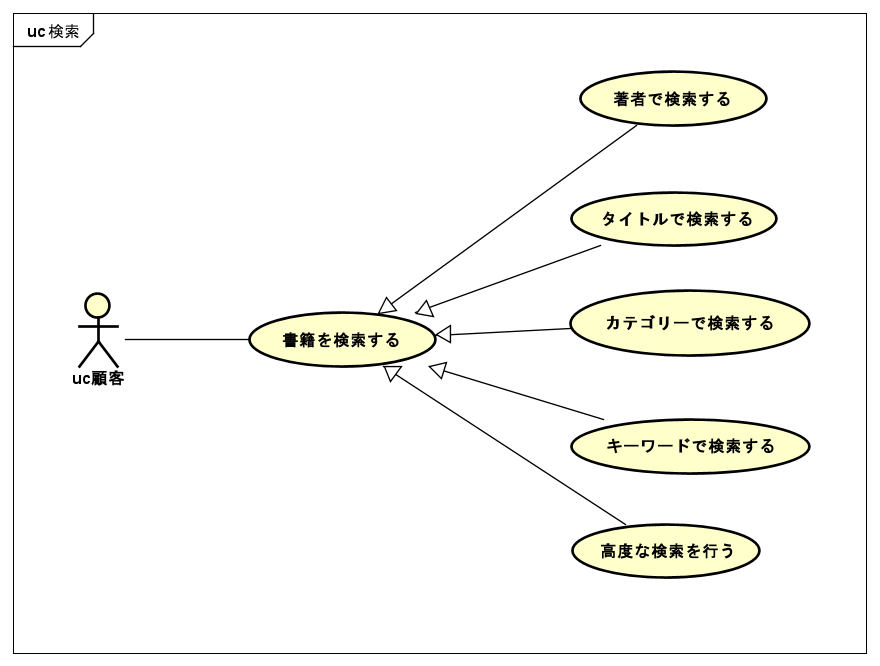 uc 検索
著者で検索する
タイトルで検索する
カテゴリーで検索する
書籍を検索する
uc顧客
キーワードで検索する
高度な検索を行う